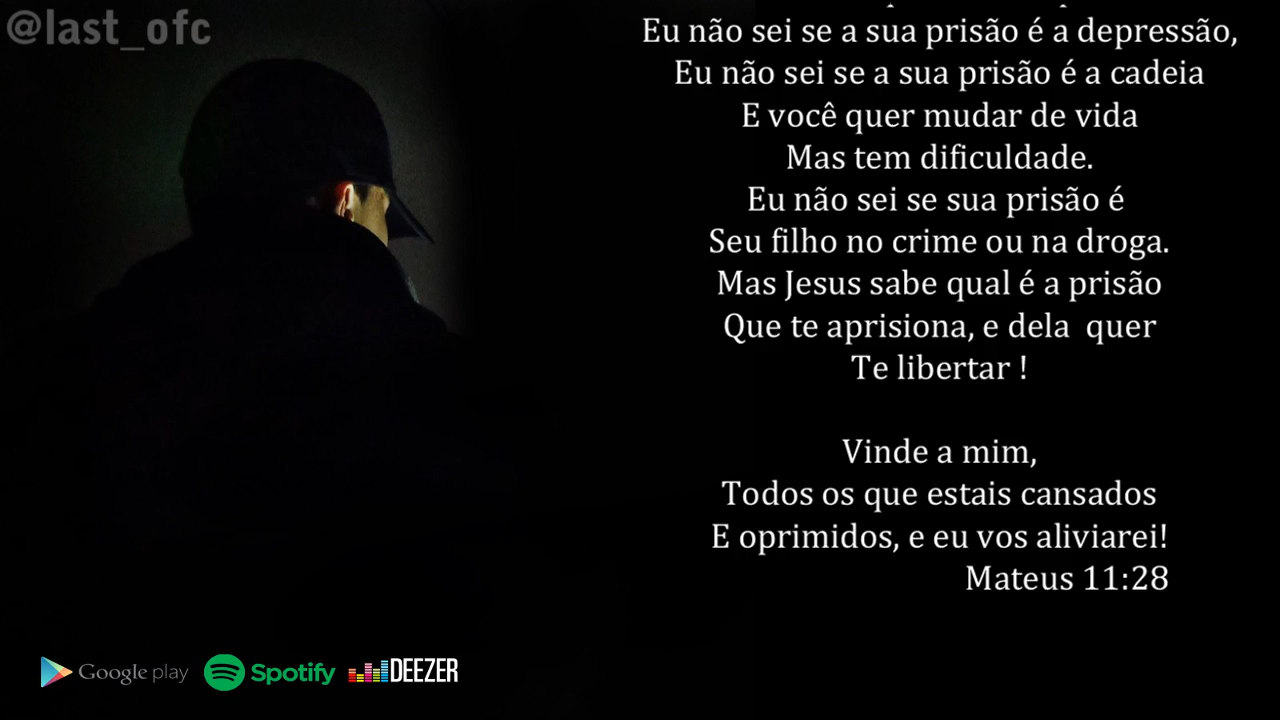 @last_ofc
Eu não sei se a sua prisão é a depressão,
Eu não sei se a sua prisão é a cadeia
E você quer mudar de vida
Mas tem dificuldade.
Eu não sei se sua prisão é
Seu filho no crime ou na droga.
Mas Jesus sabe qual é a prisão
Que te aprisiona, e dela  quer
Te libertar !
Vinde a mim,
Todos os que estais cansados
E oprimidos, e eu vos aliviarei!
Mateus 11:28
Google play
Spotify
DEEZER